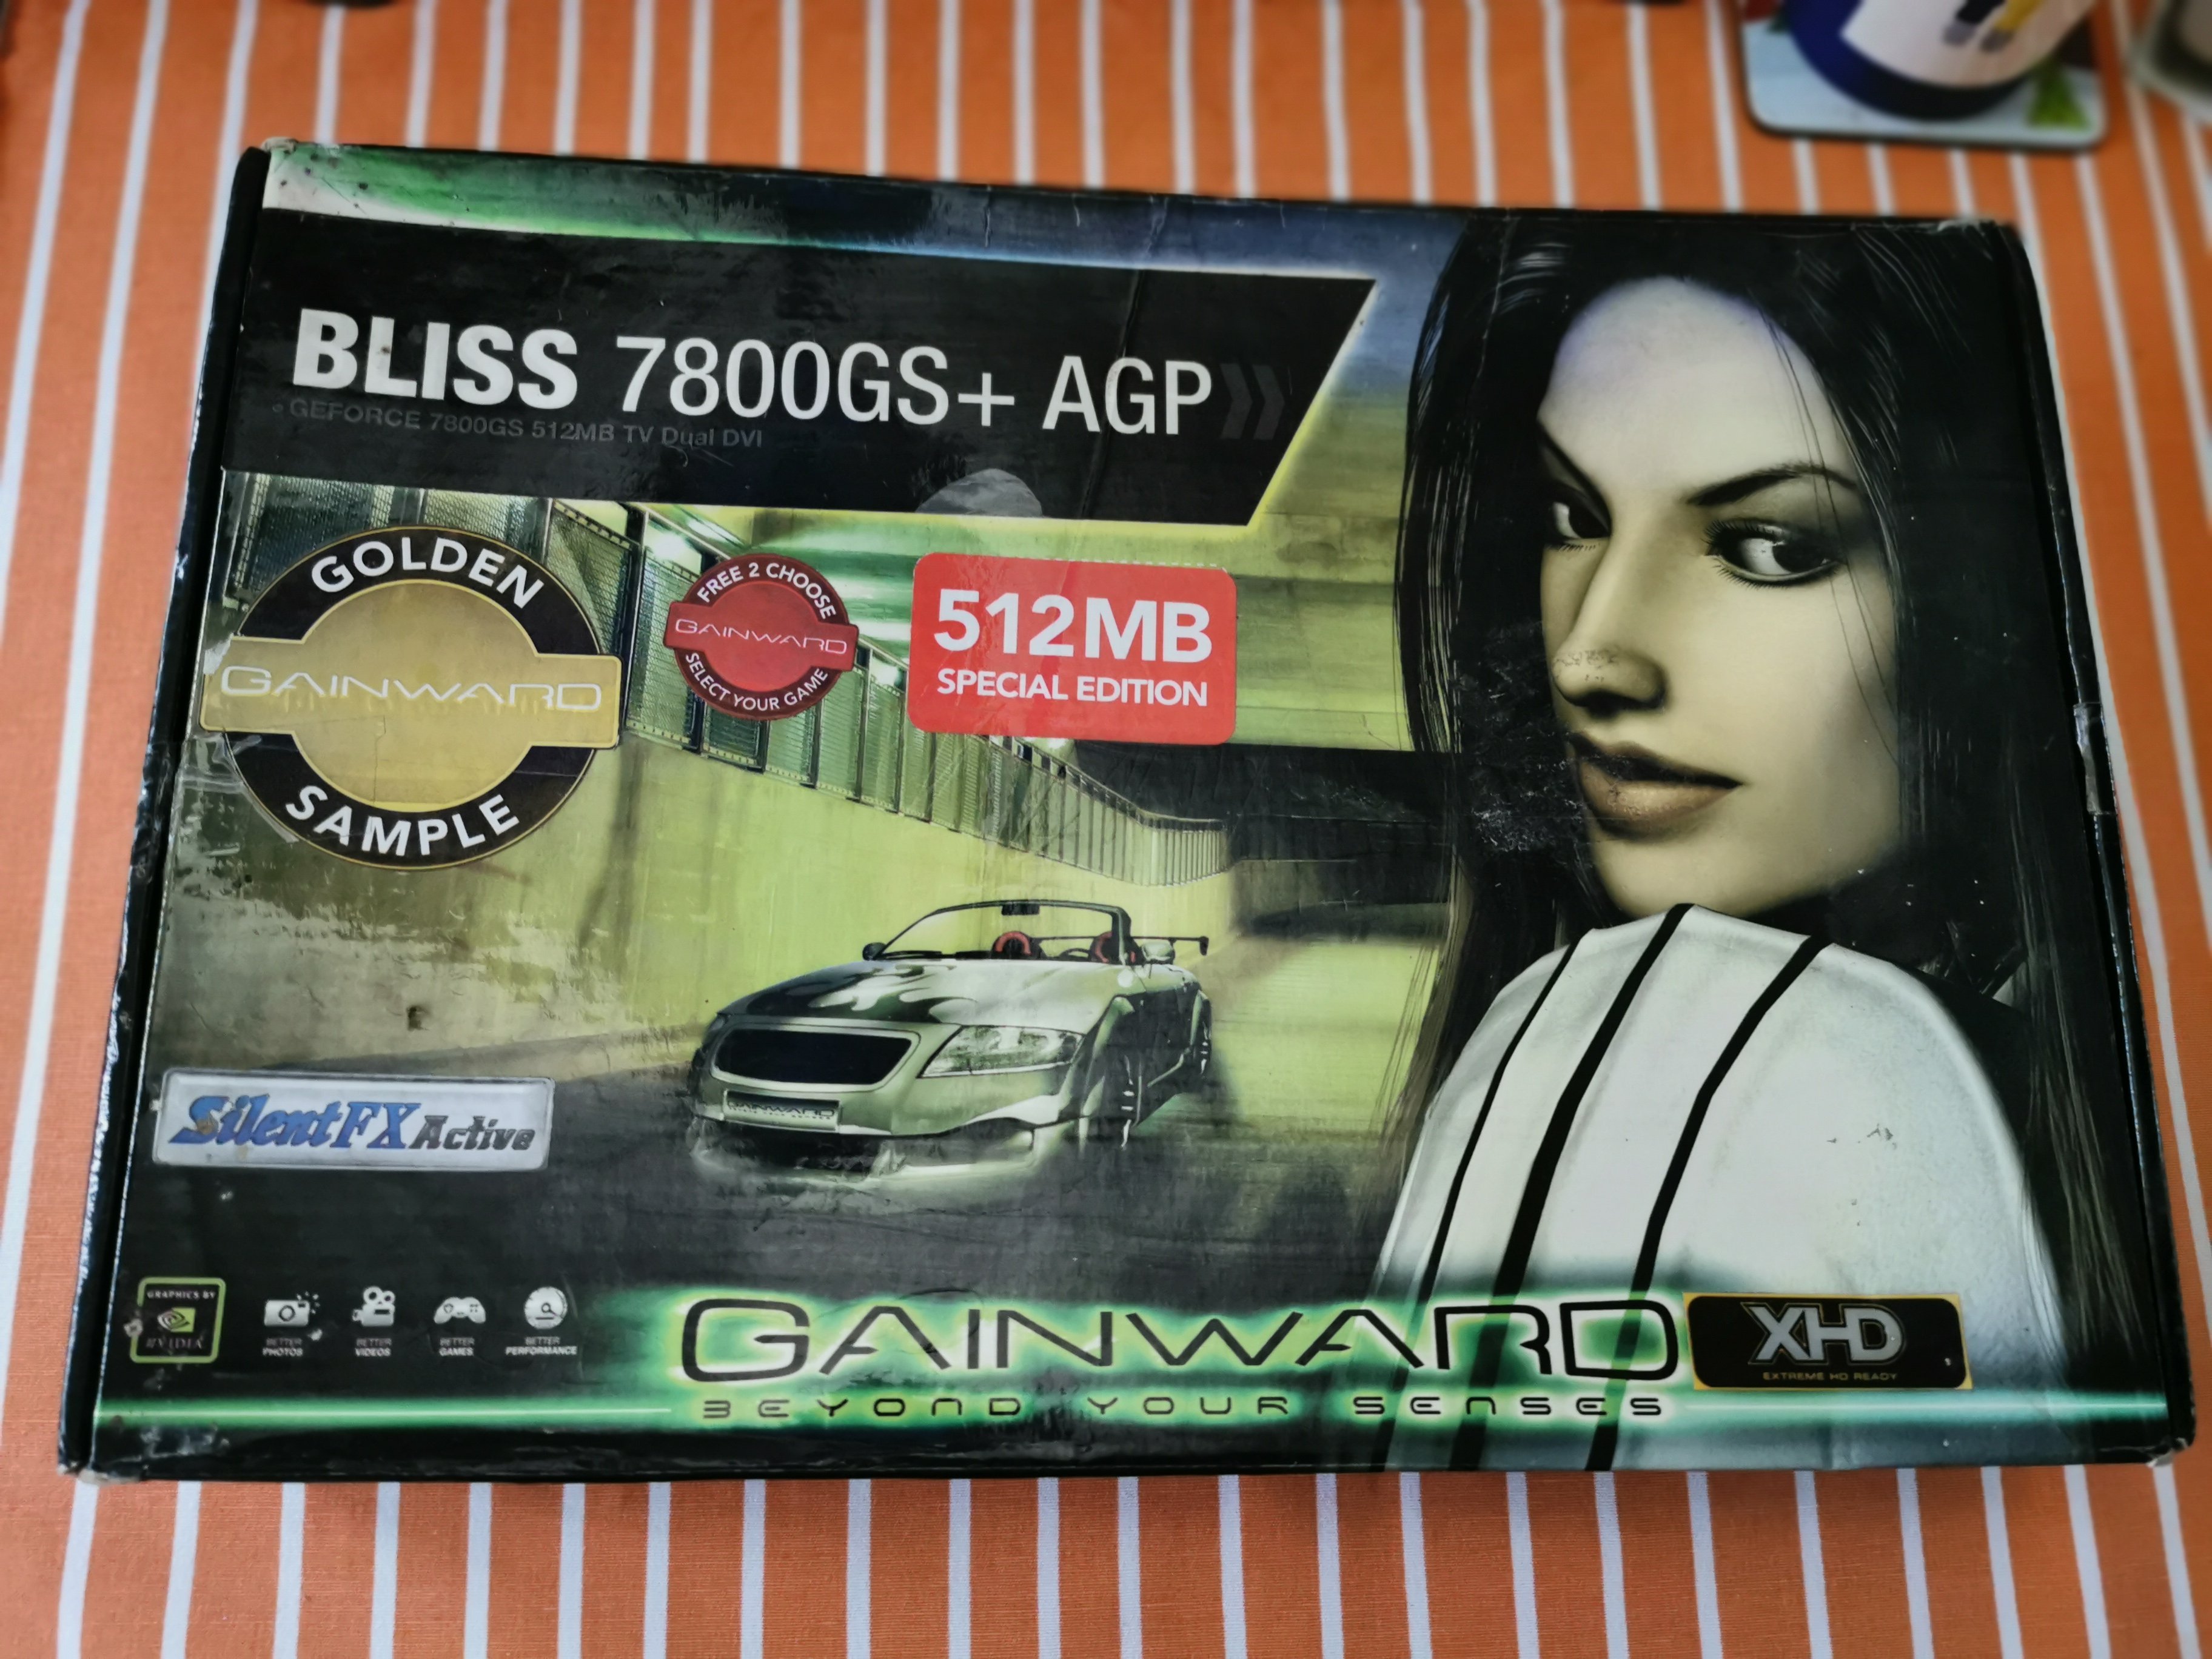 BLISS 7800GS+ AGP
GEFORCE 7800GS 512MB TV Dual DVI
GOLDEN
GAINWARD
SAMPLE
FREE 2 CHOOSE
GAINWARD
SELECT YOUR GAME
512MB
SPECIAL EDITION
GAINWARD
SilentFX Active
GRAPHICS BY
NVIDIA
BETTER
PHOTOS
BETTER
VIDEOS
BETTER
GAMES
BETTER
PERFORMANCE
GAINWARD
BEYOND YOUR SENSES
XHD
EXTREME HD READY